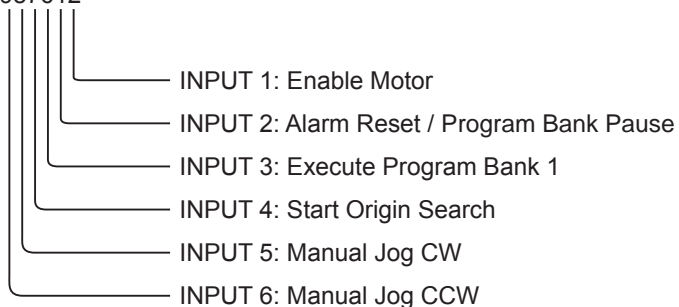 INPUT 1: Enable Motor
INPUT 2: Alarm Reset / Program Bank Pause
INPUT 3: Execute Program Bank 1
INPUT 4: Start Origin Search
INPUT 5: Manual Jog CW
INPUT 6: Manual Jog CCW